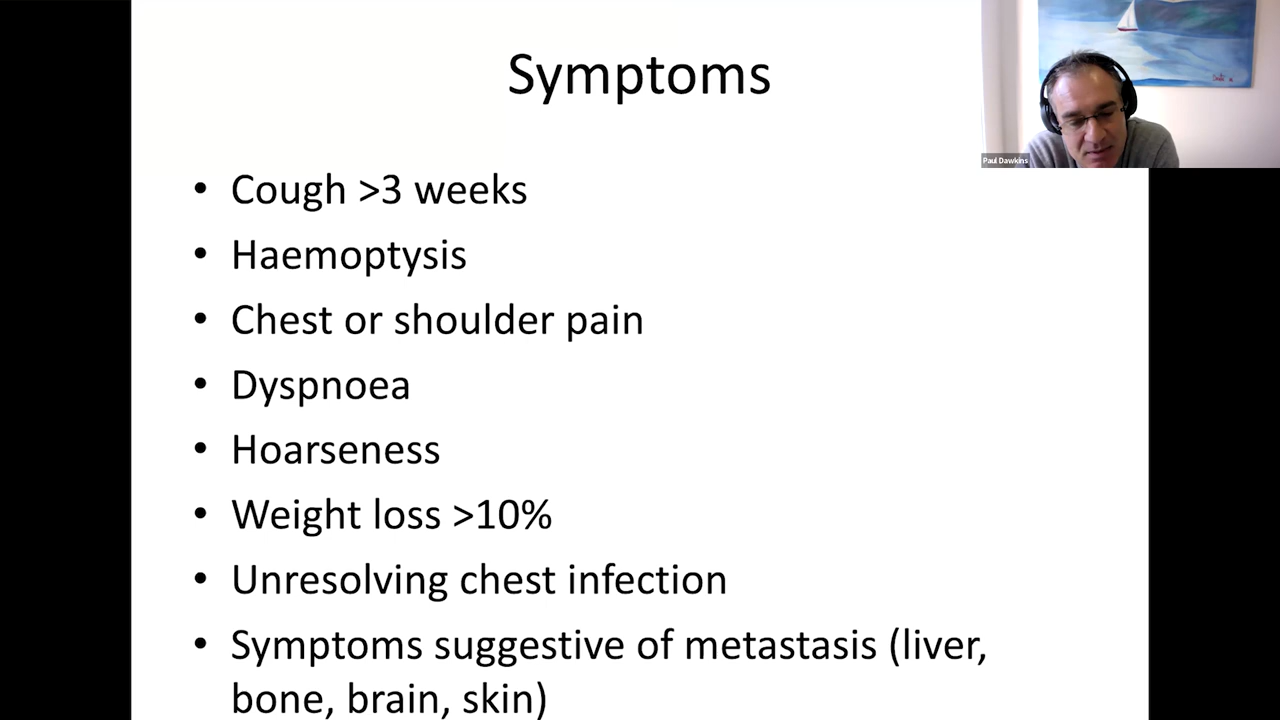 Symptoms
Paul Dawkins
• Cough >3 weeks
• Haemoptysis
• Chest or shoulder pain
• Dyspnoea
• Hoarseness
• Weight loss >10%
• Unresolving chest infection
• Symptoms suggestive of metastasis (liver,
bone, brain, skin)